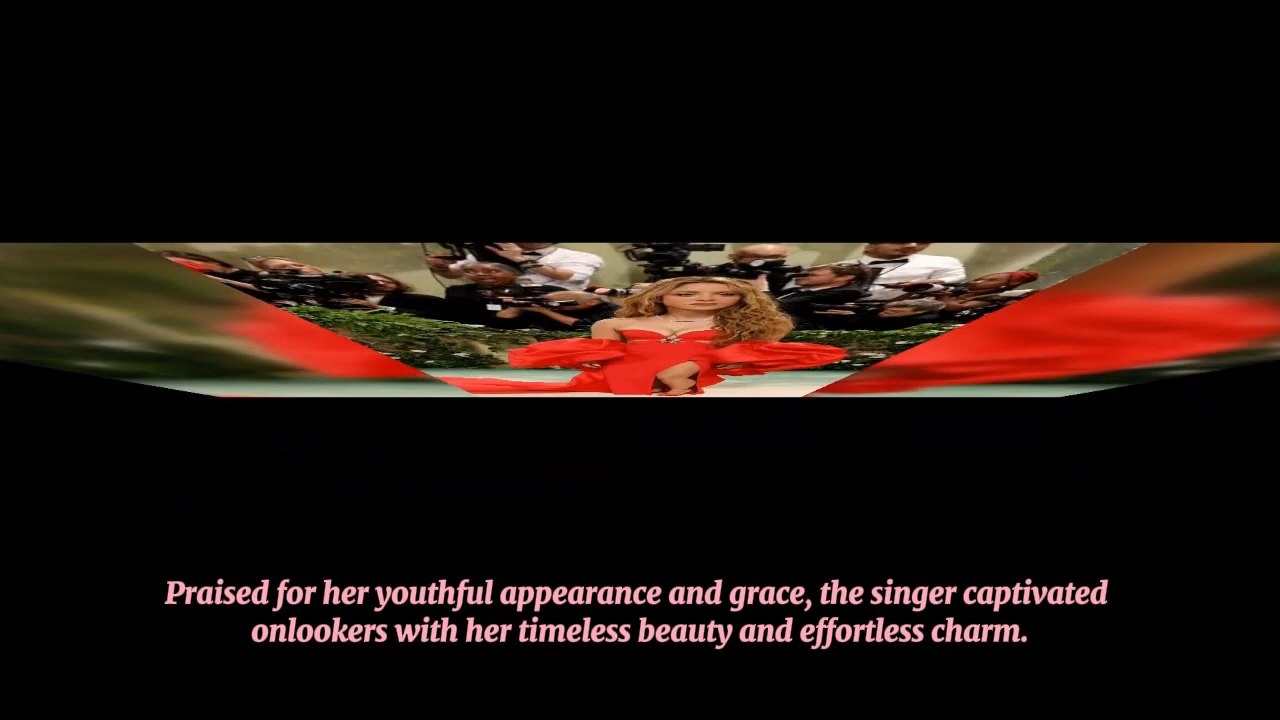 Praised for her youthful appearance and grace, the singer captivated
onlookers with her timeless beauty and effortless charm.